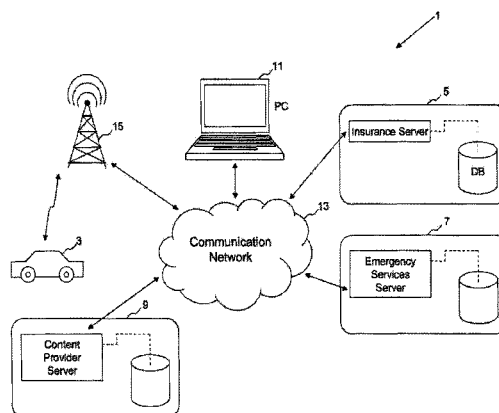 1
11
PC
5
Insurance Server
DB
15
13
Communication
Network
7
Emergency
Services
Server
3
9
Content
Provider
Server